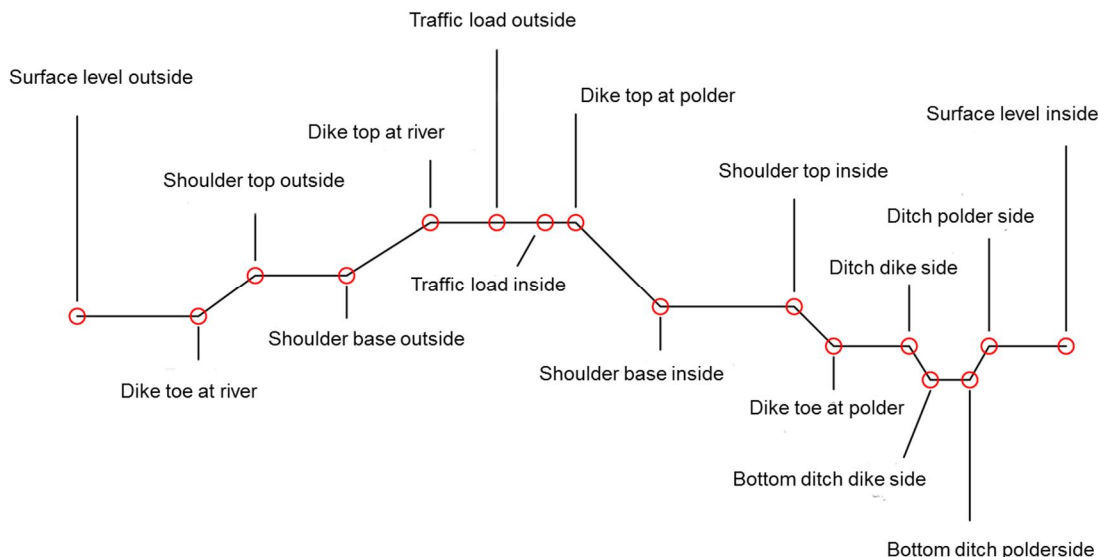 Traffic load outside
Surface level outside
Dike top at polder
Surface level inside
Dike top at river
Shoulder top outside
Shoulder top inside
Ditch polder side
Ditch dike side
Traffic load inside
Shoulder base outside
Shoulder base inside
Dike toe at river
Dike toe at polder
Bottom ditch dike side
Bottom ditch polderside